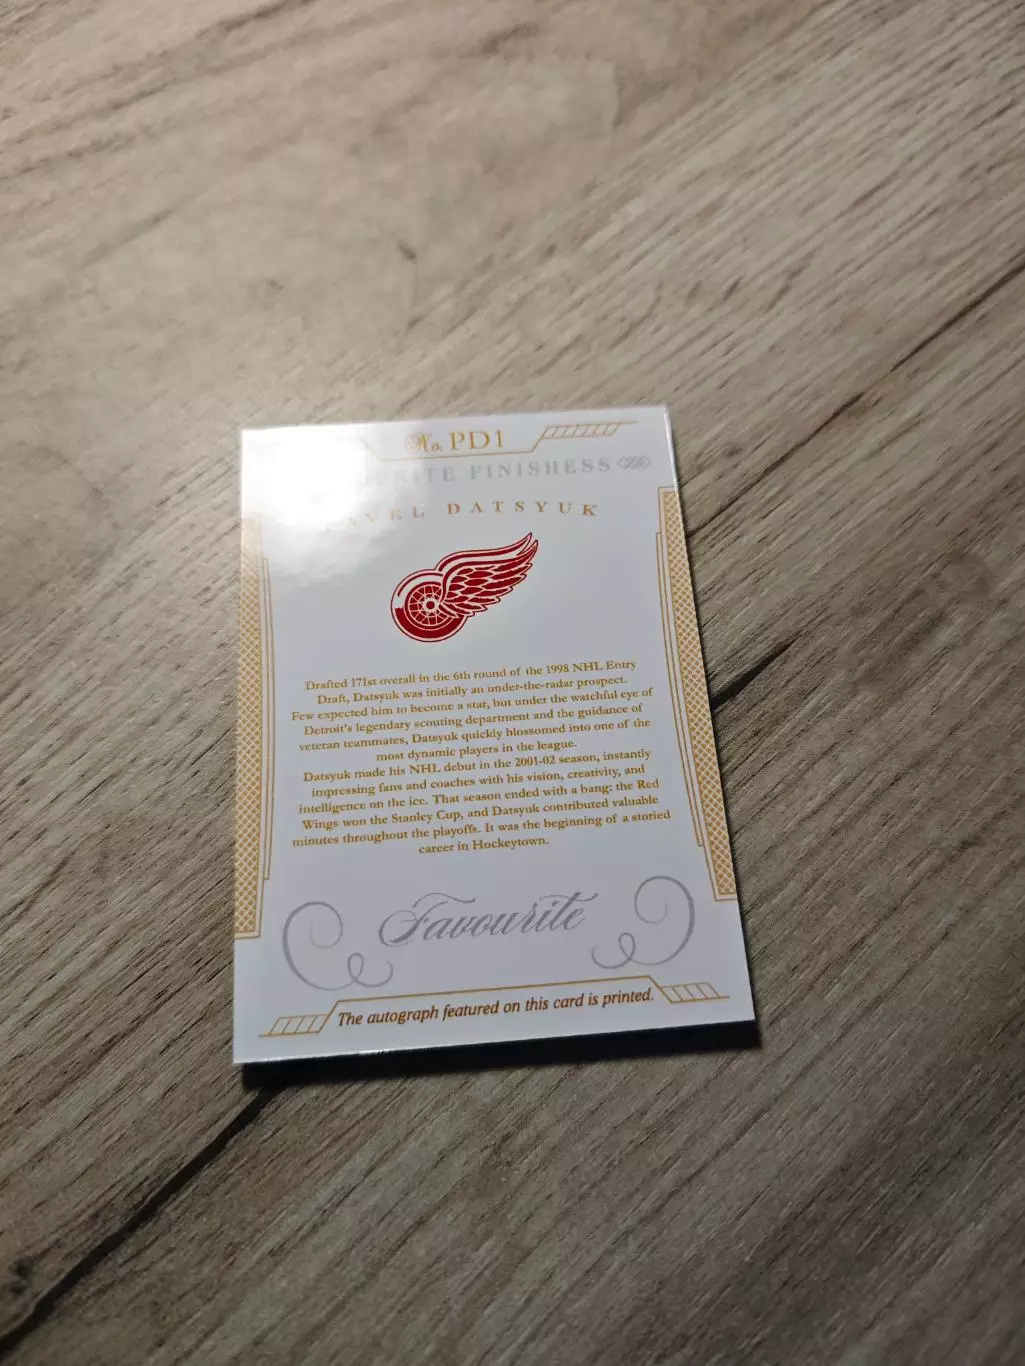 No. PD1
FINISHESS
DATSYUK
Drafted 171st overall in the 6th round of the 1998 NHL Entry
Draft, Datsyuk was initially an under-the-radar prospect.
Few expected him to become a star, but under the watchful eye of
Detroit's legendary scouting department and the guidance of
veteran teammates, Datsyuk quickly blossomed into one of the
most dynamic players in the league.
Datsyuk made his NHL debut in the 2001-02 season, instantly
impressing fans and coaches with his vision, creativity, and
intelligence on the ice. That season ended with a bang: the Red
Wings won the Stanley Cup, and Datsyuk contributed valuable
minutes throughout the playoffs. It was the beginning of a storied
career in Hockeytown.
Favourite
The autograph featured on this card is printed.